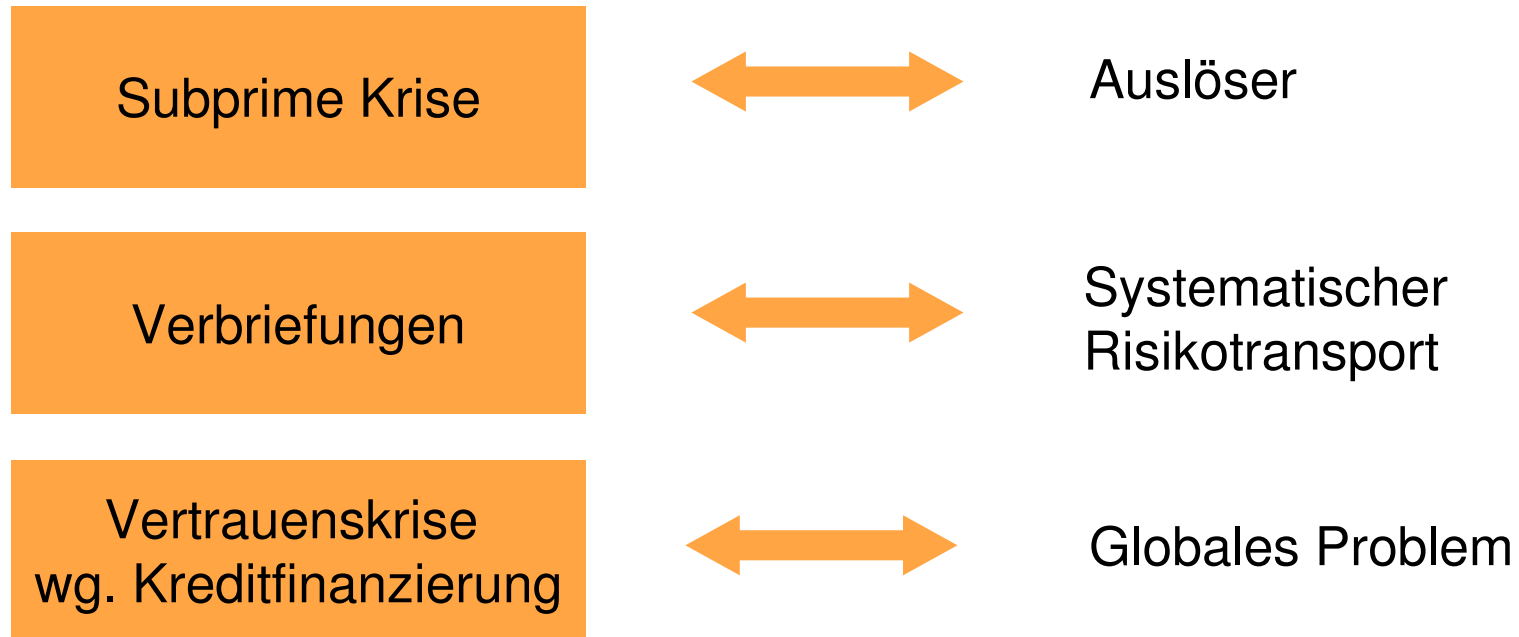 Subprime Krise
Auslöser
Verbriefungen
Systematischer
Risikotransport
Vertrauenskrise
wg. Kreditfinanzierung
Globales Problem